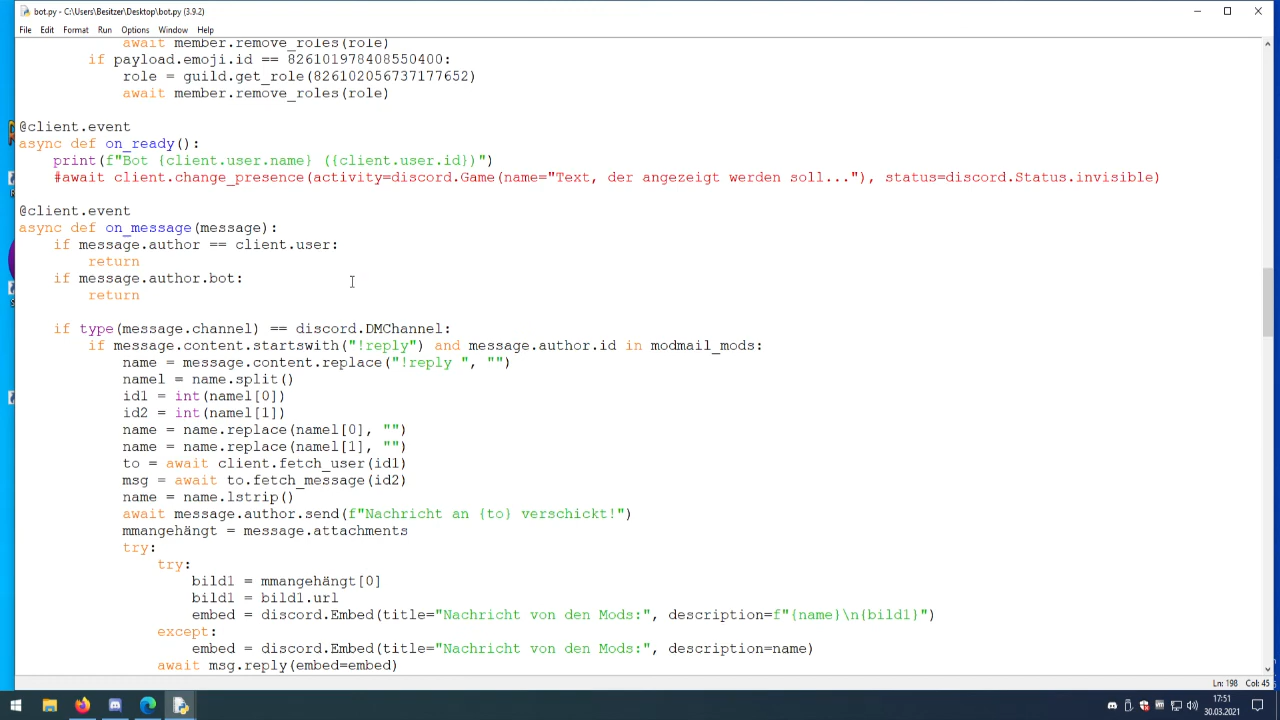 bot.py - C:\Users\Besitzer\Desktop\bot.py (3.9.2)
File Edit Format Run Options Window Help
await member.remove_roles(role)
if payload.emoji.id == 826101978408550400:
role = guild.get_role(826102056737177652)
await member.remove_roles(role)
@client.event
async def on_ready():
print(f"Bot {client.user.name} ({client.user.id})")
#await client.change_presence(activity=discord.Game(name="Text, der angezeigt werden soll..."), status=discord.Status.invisible)
@client.event
async def on_message(message):
if message.author == client.user:
return
if message.author.bot:
return
if type(message.channel) == discord.DMChannel:
if message.content.startswith("!reply") and message.author.id in modmail_mods:
name = message.content.replace("!reply ", "")
namel = name.split()
id1 = int(namel[0])
id2 = int(namel[1])
name = name.replace(namel[0], "")
name = name.replace(namel[1], "")
to = await client.fetch_user(id1)
msg = await to.fetch_message(id2)
name = name.lstrip()
await message.author.send(f"Nachricht an {to} verschickt!")
mmangehängt = message.attachments
try:
try:
bild1 = mmangehängt[0]
bild1 = bild1.url
embed = discord.Embed(title="Nachricht von den Mods:", description=f"{name}\n{bild1}")
except:
embed = discord.Embed(title="Nachricht von den Mods:", description=name)
await msg.reply(embed=embed)
Ln: 198 Col: 45
17:51
30.03.2021